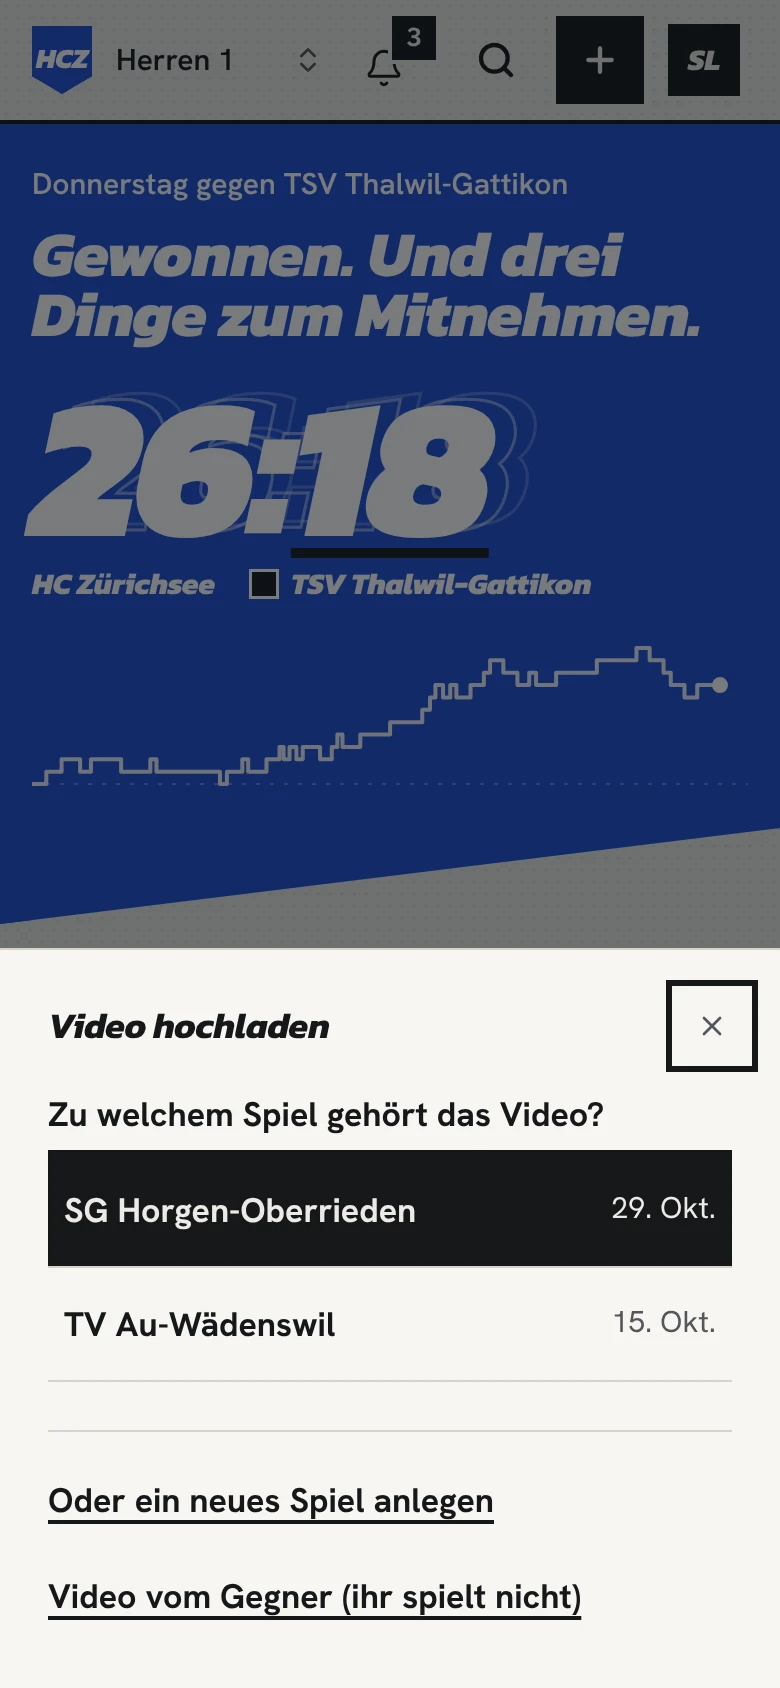 HCZ
Herren 1
3
+
SL
Donnerstag gegen TSV Thalwil-Gattikon
Gewonnen. Und drei
Dinge zum Mitnehmen.
26:18
HC Zürichsee
TSV Thalwil-Gattikon
Video hochladen
Zu welchem Spiel gehört das Video?
SG Horgen-Oberrieden
29. Okt.
TV Au-Wädenswil
15. Okt.
Oder ein neues Spiel anlegen
Video vom Gegner (ihr spielt nicht)